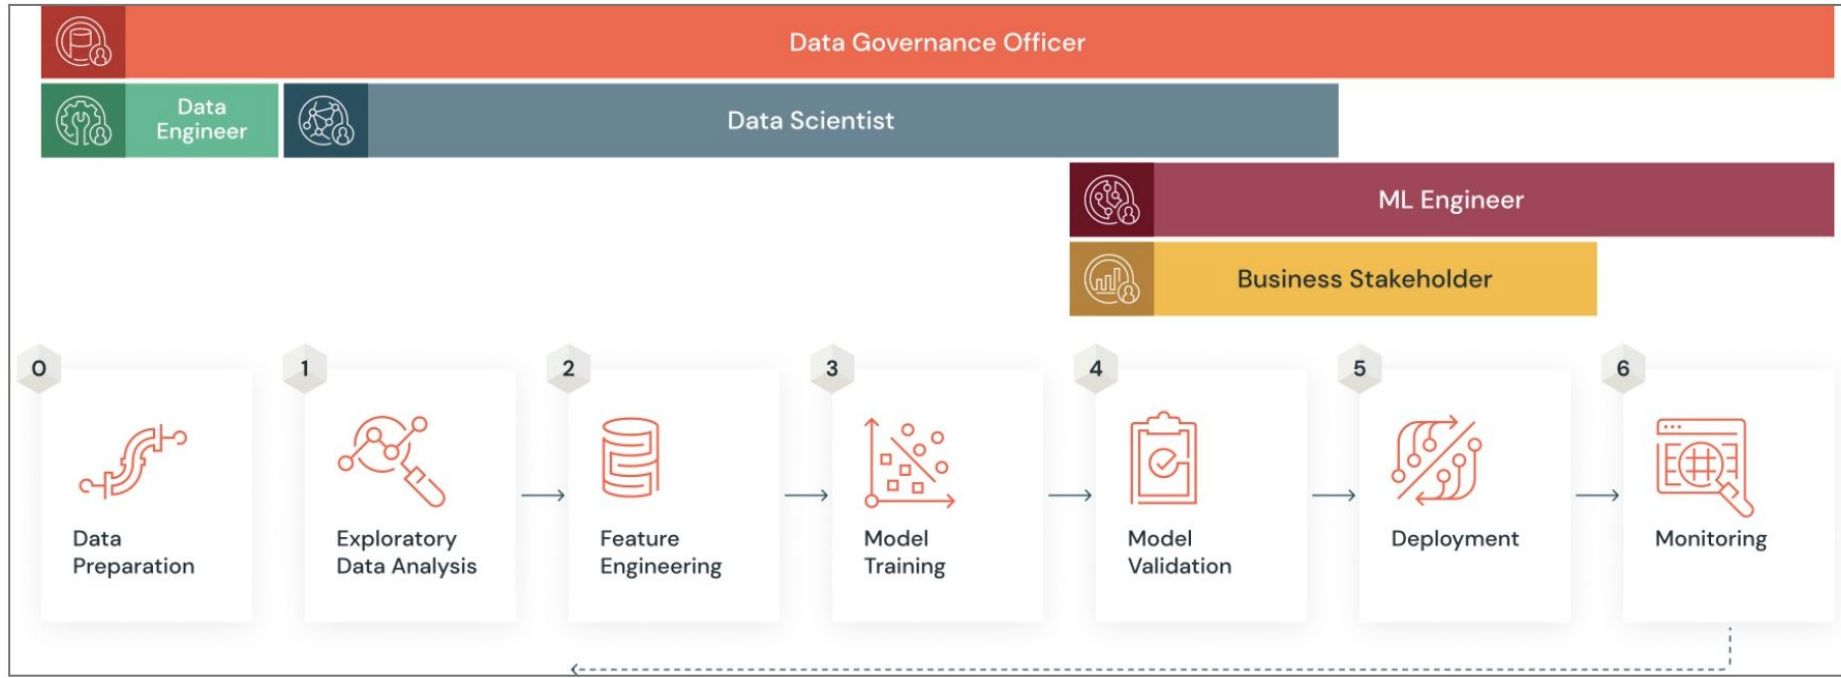 Data Governance Officer
Data
Engineer
Data Scientist
ML Engineer
Business Stakeholder
0
1
2
3
4
5
6
Data
Preparation
Exploratory
Data Analysis
Feature
Engineering
Model
Training
Model
Validation
Deployment
Monitoring